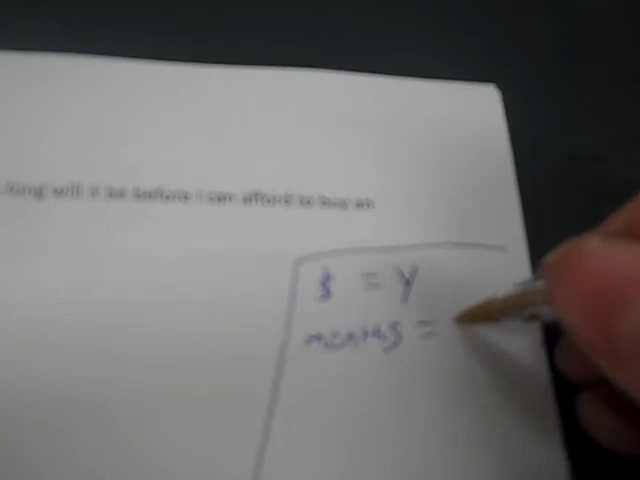 long will it be before I can afford to buy an
$ = Y
months =